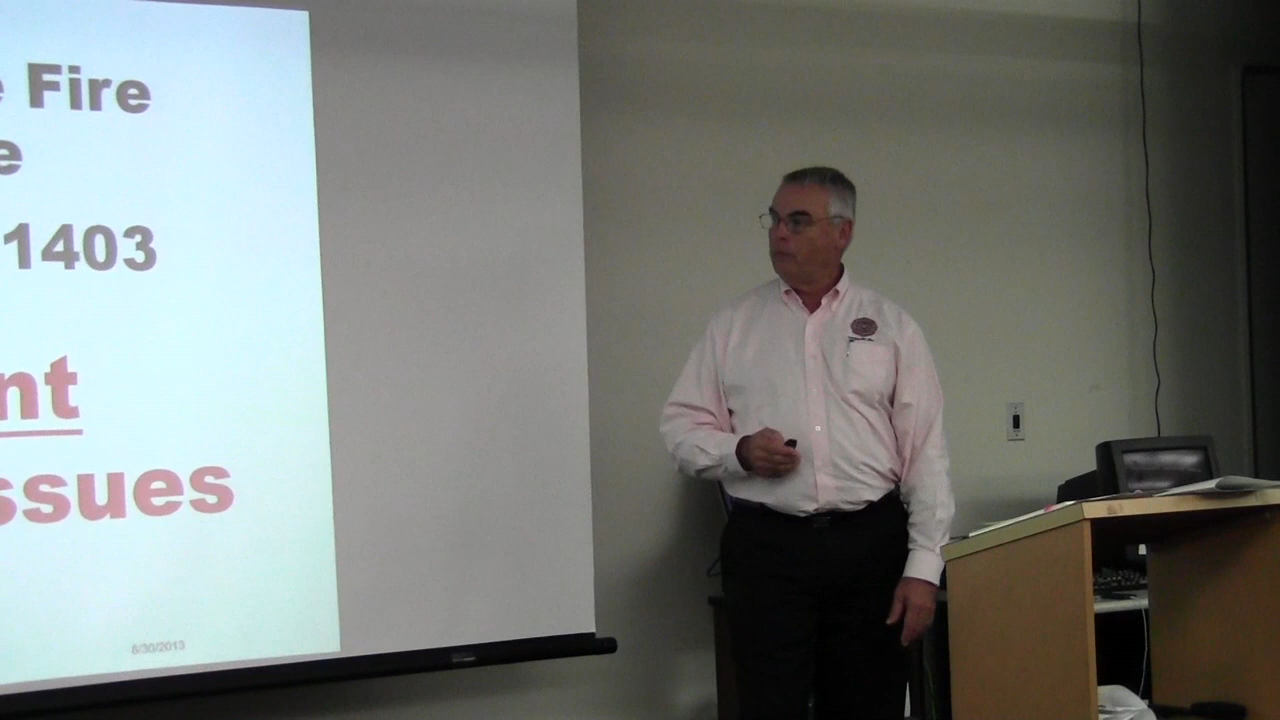 e Fire
e
1403
nt
ssues
8/30/2013